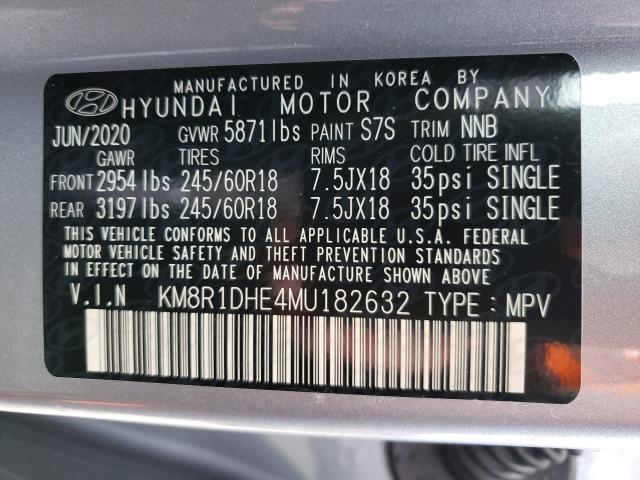 MANUFACTURED IN KOREA BY
HYUNDAI MOTOR COMPANY
JUN/2020 GVWR 5871lbs PAINT S7S TRIM NNB
GAWR TIRES RIMS COLD TIRE INFL
FRONT 2954 lbs 245/60R18 7.5JX18 35psi SINGLE
REAR 3197 lbs 245/60R18 7.5JX18 35psi SINGLE
THIS VEHICLE CONFORMS TO ALL APPLICABLE U.S.A. FEDERAL
MOTOR VEHICLE SAFETY BUMPER, AND THEFT PREVENTION STANDARDS
IN EFFECT ON THE DATE OF MANUFACTURE SHOWN ABOVE.
V.I.N KM8R1DHE4MU182632 TYPE : MPV